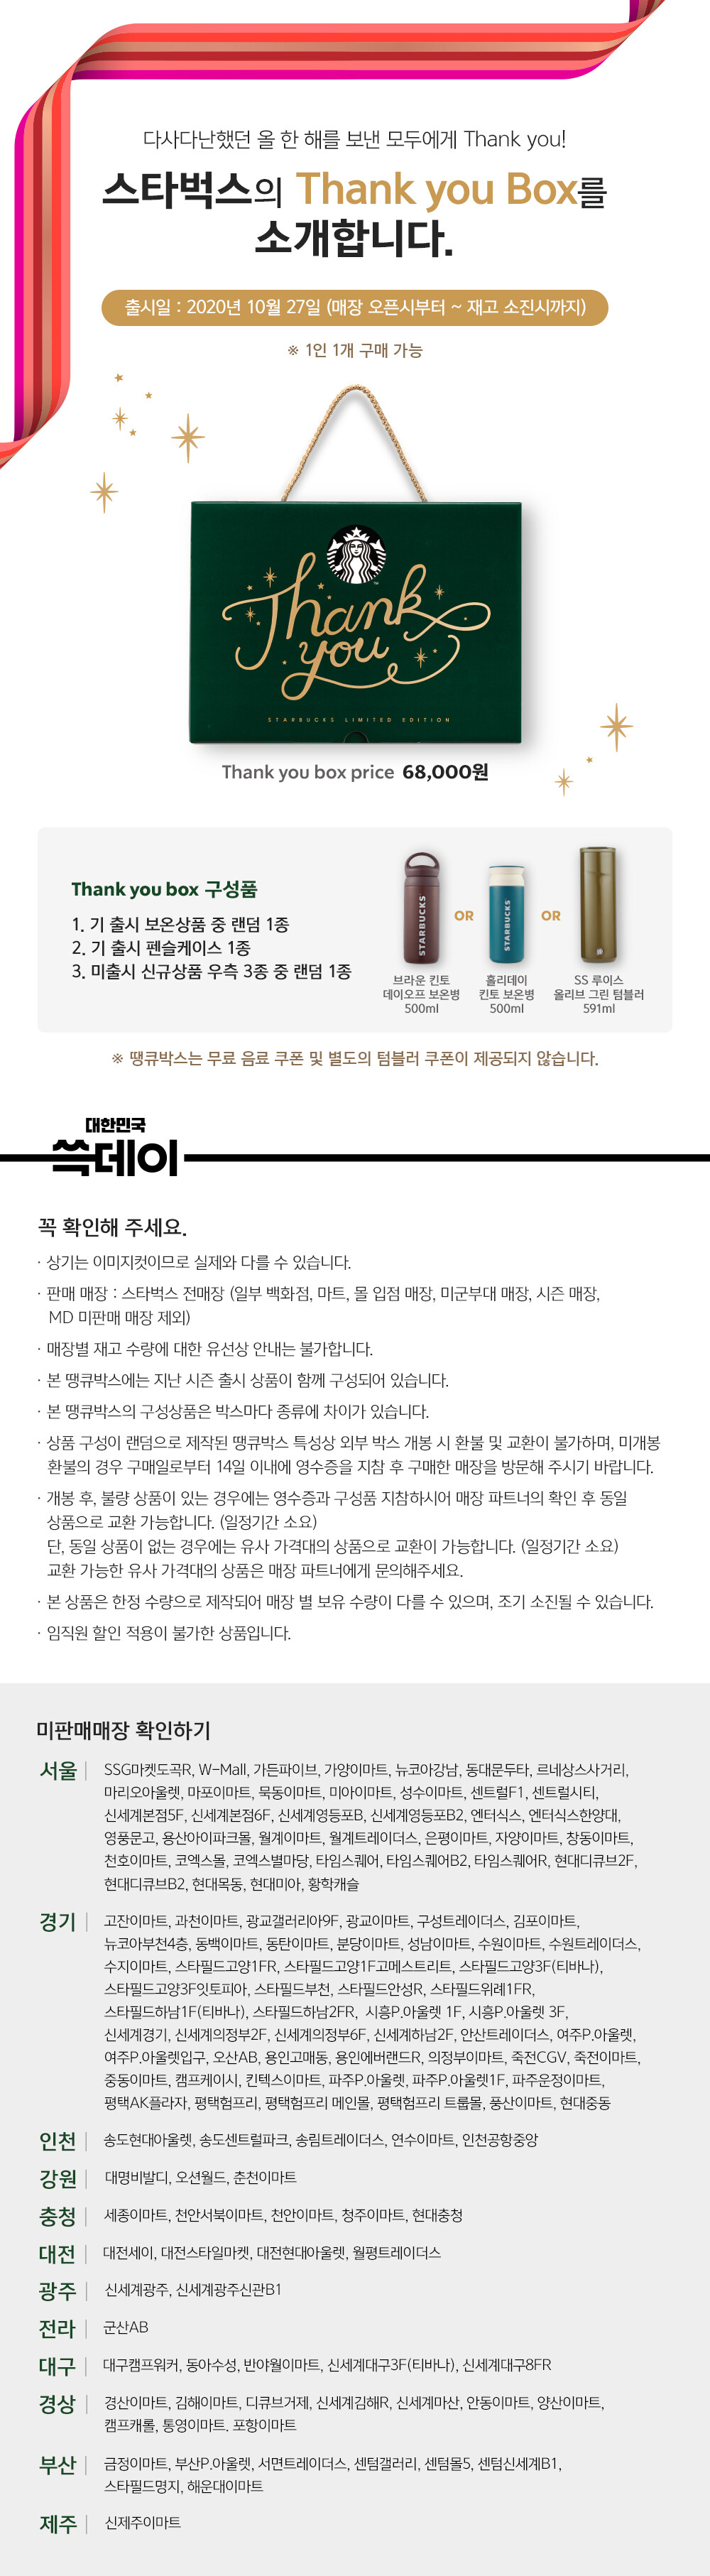 다사다난했던 올 한 해를 보낸 모두에게 Thank you!
스타벅스의 Thank you Box를
소개합니다.
출시일 : 2020년 10월 27일 (매장 오픈시부터 ~ 재고 소진시까지)
※ 1인 1개 구매 가능
Thank
you
STARBUCKS LIMITED EDITION
Thank you box price 68,000원
Thank you box 구성품
1. 기 출시 보온상품 중 랜덤 1종
2. 기 출시 펜슬케이스 1종
3. 미출시 신규상품 우측 3종 중 랜덤 1종
STARBUCKS
OR
STARBUCKS
OR
브라운 킨토
데이오프 보온병
500ml
홀리데이
킨토 보온병
500ml
SS 루이스
올리브 그린 텀블러
591ml
※ 땡큐박스는 무료 음료 쿠폰 및 별도의 텀블러 쿠폰이 제공되지 않습니다.
대한민국
쓱데이
꼭 확인해 주세요.
· 상기는 이미지컷이므로 실제와 다를 수 있습니다.
· 판매 매장 : 스타벅스 전매장 (일부 백화점, 마트, 몰 입점 매장, 미군부대 매장, 시즌 매장,
MD 미판매 매장 제외)
· 매장별 재고 수량에 대한 유선상 안내는 불가합니다.
· 본 땡큐박스에는 지난 시즌 출시 상품이 함께 구성되어 있습니다.
· 본 땡큐박스의 구성상품은 박스마다 종류에 차이가 있습니다.
· 상품 구성이 랜덤으로 제작된 땡큐박스 특성상 외부 박스 개봉 시 환불 및 교환이 불가하며, 미개봉
환불의 경우 구매일로부터 14일 이내에 영수증을 지참 후 구매한 매장을 방문해 주시기 바랍니다.
· 개봉 후, 불량 상품이 있는 경우에는 영수증과 구성품 지참하시어 매장 파트너의 확인 후 동일
상품으로 교환 가능합니다. (일정기간 소요)
단, 동일 상품이 없는 경우에는 유사 가격대의 상품으로 교환이 가능합니다. (일정기간 소요)
교환 가능한 유사 가격대의 상품은 매장 파트너에게 문의해주세요.
· 본 상품은 한정 수량으로 제작되어 매장 별 보유 수량이 다를 수 있으며, 조기 소진될 수 있습니다.
· 임직원 할인 적용이 불가한 상품입니다.
미판매매장 확인하기
서울 | SSG마켓도곡R, W-Mall, 가든파이브, 가양이마트, 뉴코아강남, 동대문두타, 르네상스사거리,
마리오아울렛, 마포이마트, 묵동이마트, 미아이마트, 성수이마트, 센트럴F1, 센트럴시티,
신세계본점5F, 신세계본점6F, 신세계영등포B, 신세계영등포B2, 엔터식스, 엔터식스한양대,
영풍문고, 용산아이파크몰, 월계이마트, 월계트레이더스, 은평이마트, 자양이마트, 창동이마트,
천호이마트, 코엑스몰, 코엑스별마당, 타임스퀘어, 타임스퀘어B2, 타임스퀘어R, 현대디큐브2F,
현대디큐브B2, 현대목동, 현대미아, 황학캐슬
경기 | 고잔이마트, 과천이마트, 광교갤러리아9F, 광교이마트, 구성트레이더스, 김포이마트,
뉴코아부천4층, 동백이마트, 동탄이마트, 분당이마트, 성남이마트, 수원이마트, 수원트레이더스,
수지이마트, 스타필드고양1FR, 스타필드고양1F고메스트리트, 스타필드고양3F(티바나),
스타필드고양3F잇토피아, 스타필드부천, 스타필드안성R, 스타필드위례1FR,
스타필드하남1F(티바나), 스타필드하남2FR, 시흥P.아울렛 1F, 시흥P.아울렛 3F,
신세계경기, 신세계의정부2F, 신세계의정부6F, 신세계하남2F, 안산트레이더스, 여주P.아울렛,
여주P.아울렛입구, 오산AB, 용인고매동, 용인에버랜드R, 의정부이마트, 죽전CGV, 죽전이마트,
중동이마트, 캠프케이시, 킨텍스이마트, 파주P.아울렛, 파주P.아울렛1F, 파주운정이마트,
평택AK플라자, 평택험프리, 평택험프리 메인몰, 평택험프리 트룹몰, 풍산이마트, 현대중동
인천 | 송도현대아울렛, 송도센트럴파크, 송림트레이더스, 연수이마트, 인천공항중앙
강원 | 대명비발디, 오션월드, 춘천이마트
충청 | 세종이마트, 천안서북이마트, 천안이마트, 청주이마트, 현대충청
대전 | 대전세이, 대전스타일마켓, 대전현대아울렛, 월평트레이더스
광주 | 신세계광주, 신세계광주신관B1
전라 | 군산AB
대구 | 대구캠프워커, 동아수성, 반야월이마트, 신세계대구3F(티바나), 신세계대구8FR
경상 | 경산이마트, 김해이마트, 디큐브거제, 신세계김해R, 신세계마산, 안동이마트, 양산이마트,
캠프캐롤, 통영이마트. 포항이마트
부산 | 금정이마트, 부산P.아울렛, 서면트레이더스, 센텀갤러리, 센텀몰5, 센텀신세계B1,
스타필드명지, 해운대이마트
제주 | 신제주이마트